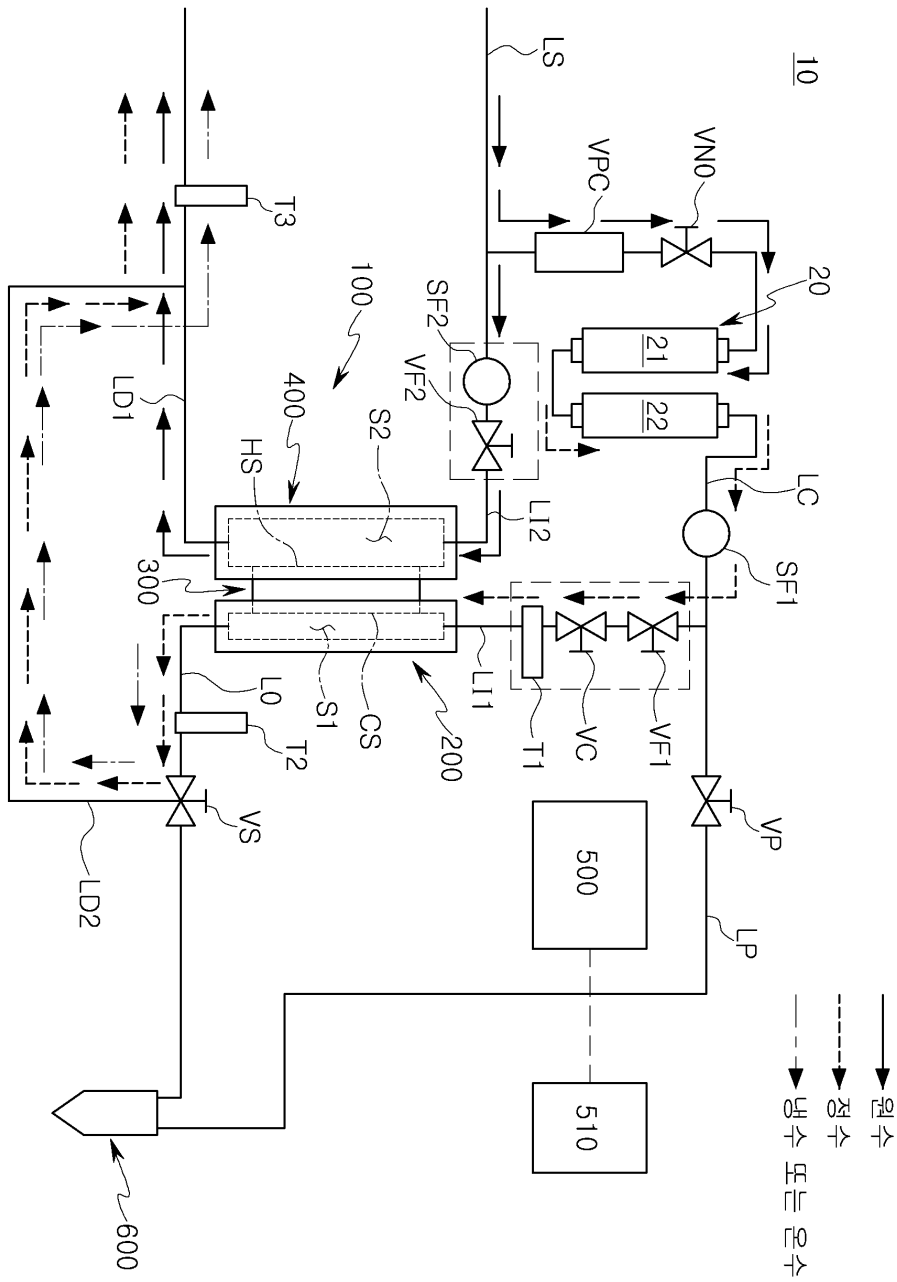 10
원수
정수
냉수 또는 온수
20
LC
SF1
VP
LP
VNO
21
22
VPC
VF1
VC
T1
500
510
LS
SF2
VF2
LI2
LI1
200
100
400
S2
HS
CS
S1
T3
T2
LO
VS
300
LD1
LD2
600